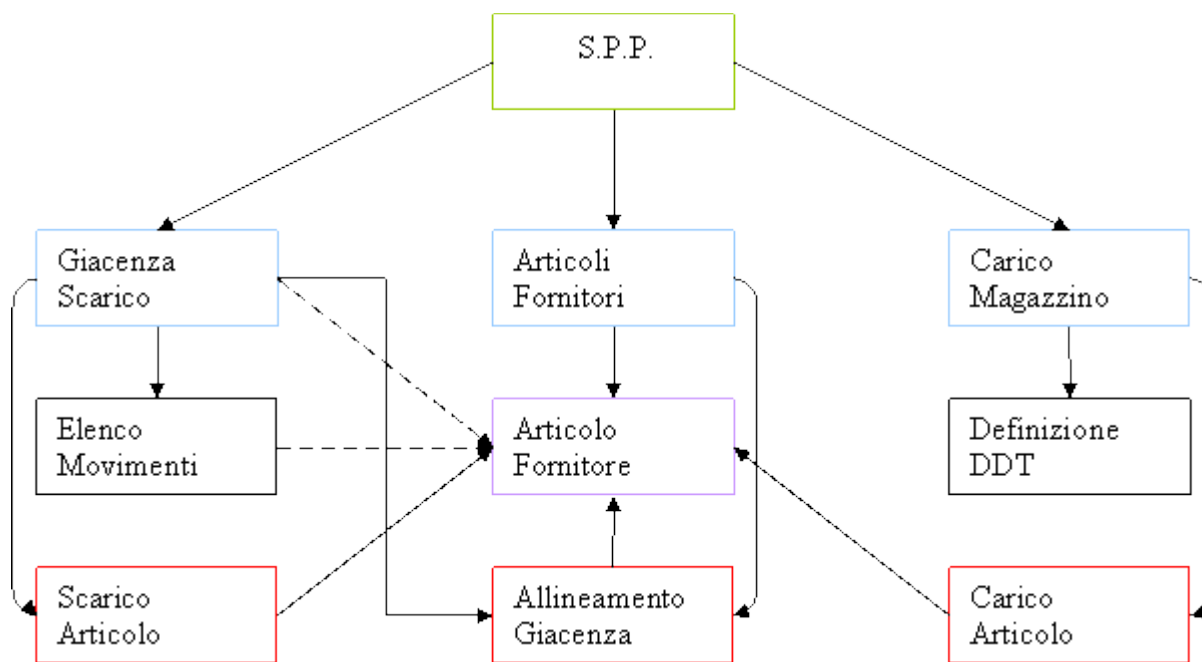 S.P.P.
Giacenza
Scarico
Articoli
Fornitori
Carico
Magazzino
Elenco
Movimenti
Articolo
Fornitore
Definizione
DDT
Scarico
Articolo
Allineamento
Giacenza
Carico
Articolo